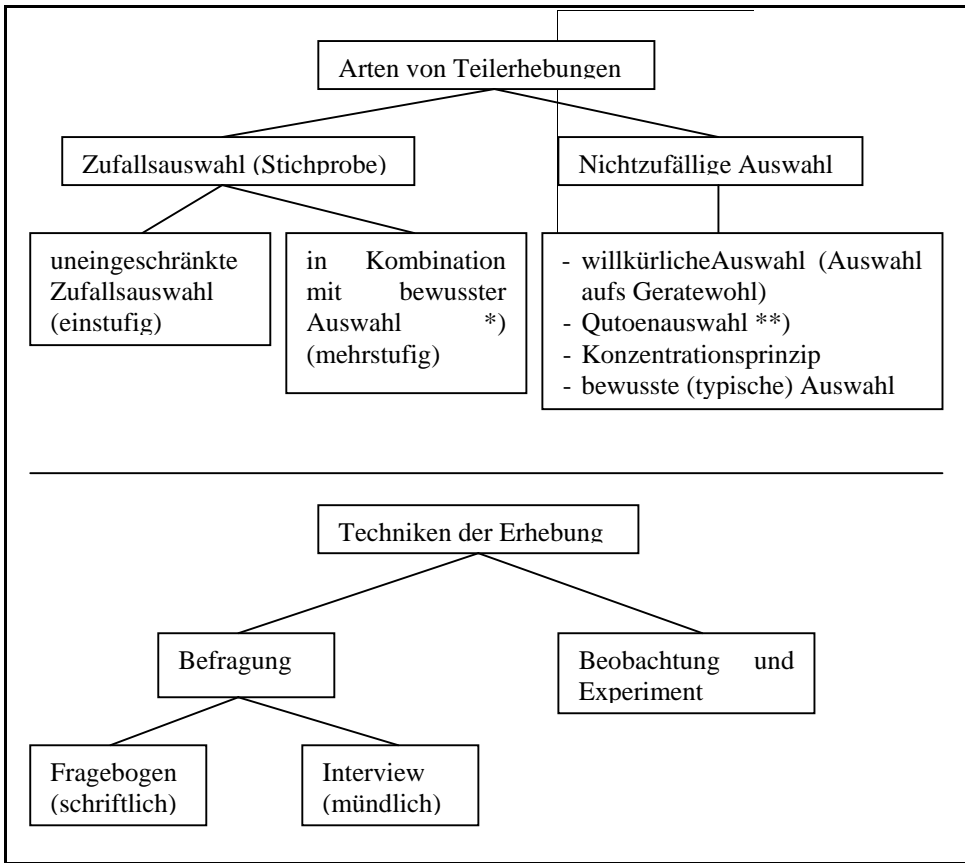 Arten von Teilerhebungen
Zufallsauswahl (Stichprobe)
Nichtzufällige Auswahl
uneingeschränkte
Zufallsauswahl
(einstufig)
in Kombination
mit bewusster
Auswahl *)
(mehrstufig)
- willkürlicheAuswahl (Auswahl
aufs Geratewohl)
- Qutoenauswahl **)
- Konzentrationsprinzip
- bewusste (typische) Auswahl
Techniken der Erhebung
Befragung
Beobachtung und
Experiment
Fragebogen
(schriftlich)
Interview
(mündlich)